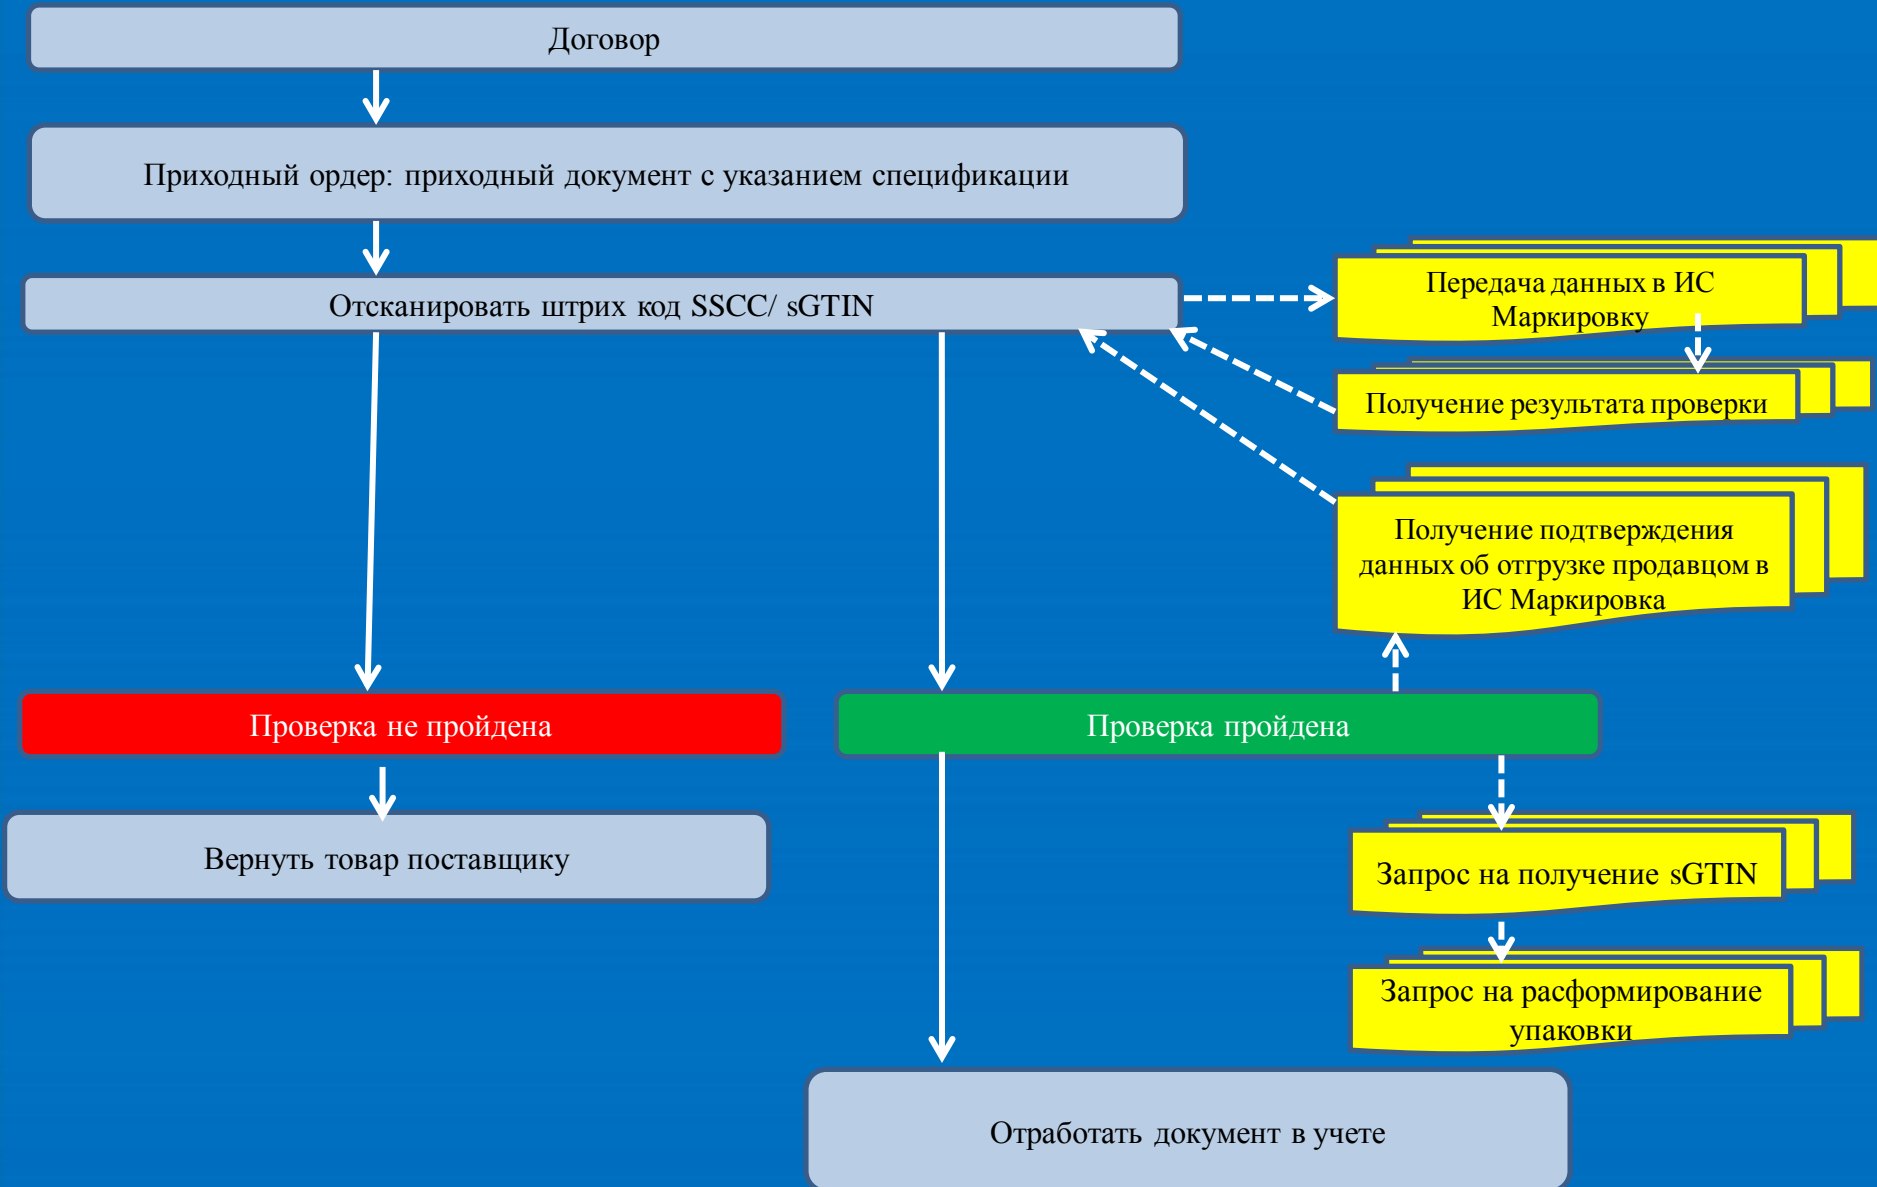 Договор
Приходный ордер: приходный документ с указанием спецификации
Отсканировать штрих код SSCC/ sGTIN
Передача данных в ИС
Маркировку
Получение результата проверки
Получение подтверждения
данных об отгрузке продавцом в
ИС Маркировка
Проверка не пройдена
Проверка пройдена
Вернуть товар поставщику
Запрос на получение sGTIN
Запрос на расформирование
упаковки
Отработать документ в учете